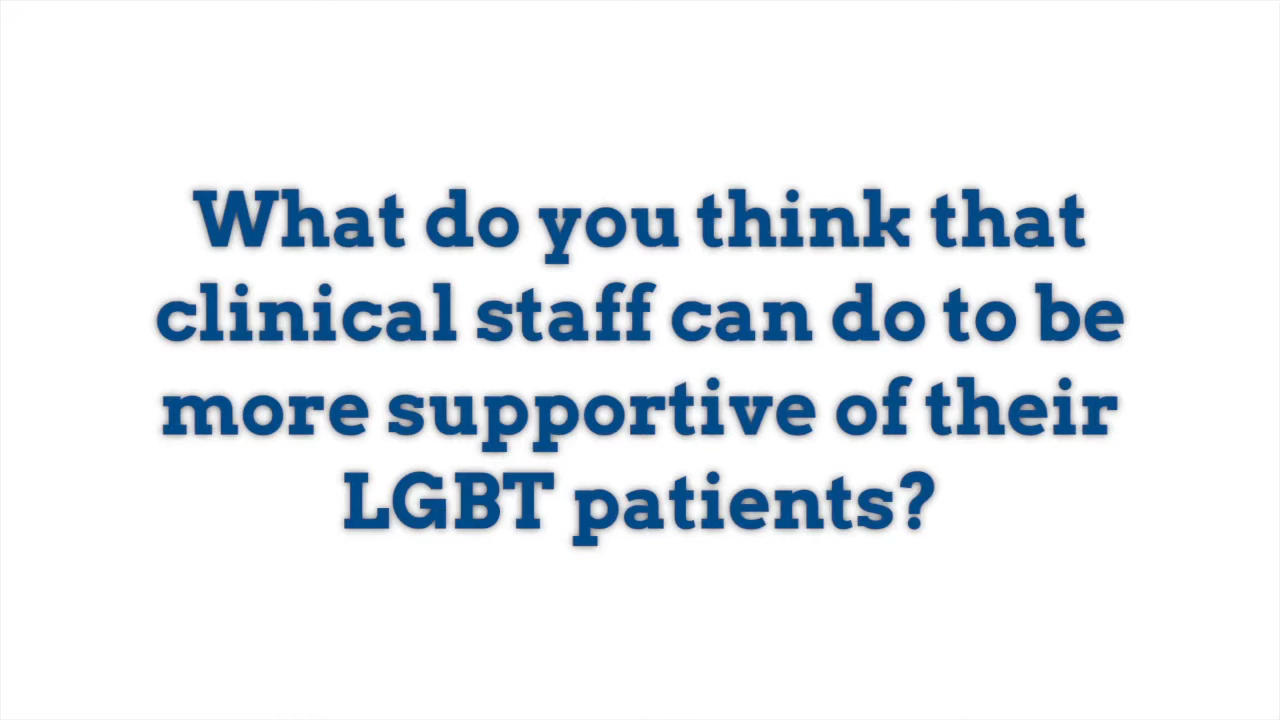 What do you think that
clinical staff can do to be
more supportive of their
LGBT patients?